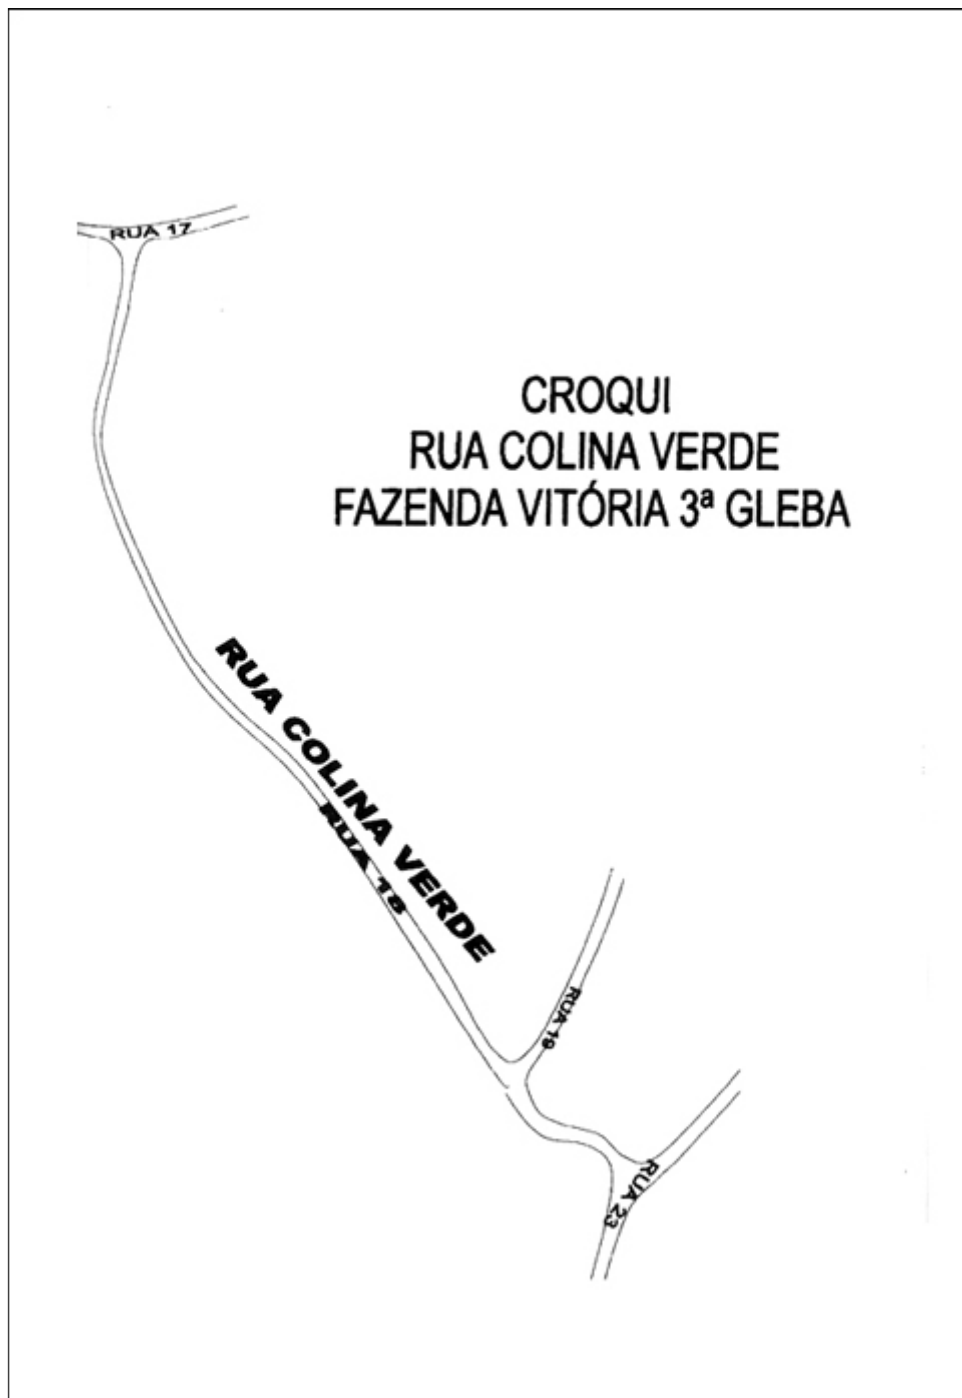 RUA 17
CROQUI
RUA COLINA VERDE
FAZENDA VITÓRIA 3ª GLEBA
RUA COLINA VERDE
RUA 18
RUA 19
RUA 23